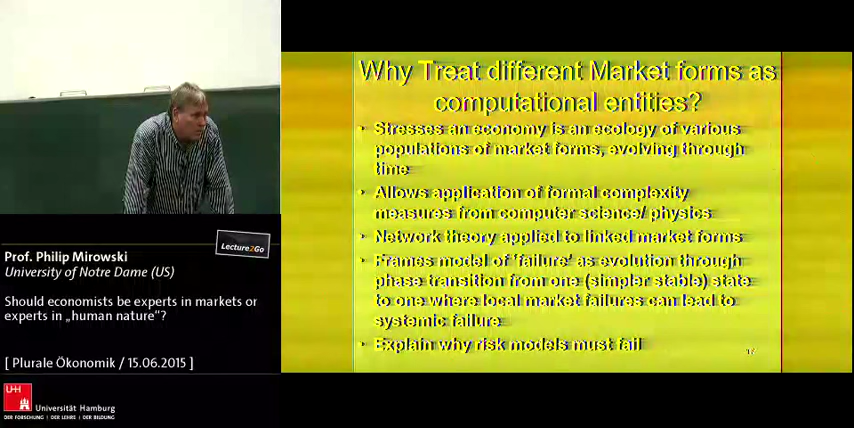 Why Treat different Market forms as
computational entities?
• Stresses an economy is an ecology of various
populations of market forms, evolving through
time
• Allows application of formal complexity
measures from computer science/ physics
• Network theory applied to linked market forms
• Frames model of 'failure' as evolution through
phase transition from one (simpler stable) state
to one where local market failures can lead to
systemic failure
• Explain why risk models must fail
17
Lecture2Go
Prof. Philip Mirowski
University of Notre Dame (US)
Should economists be experts in markets or
experts in „human nature“?
[ Plurale Ökonomik / 15.06.2015 ]
UHH
Universität Hamburg
DER FORSCHUNG | DER LEHRE | DER BILDUNG